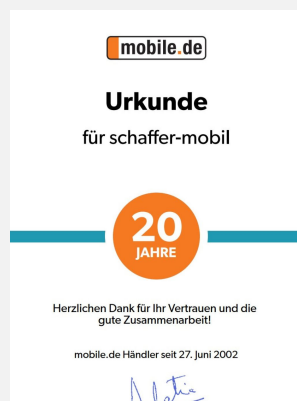 mobile.de
Urkunde
für schaffer-mobil
20
JAHRE
Herzlichen Dank für Ihr Vertrauen und die
gute Zusammenarbeit!
mobile.de Händler seit 27. Juni 2002